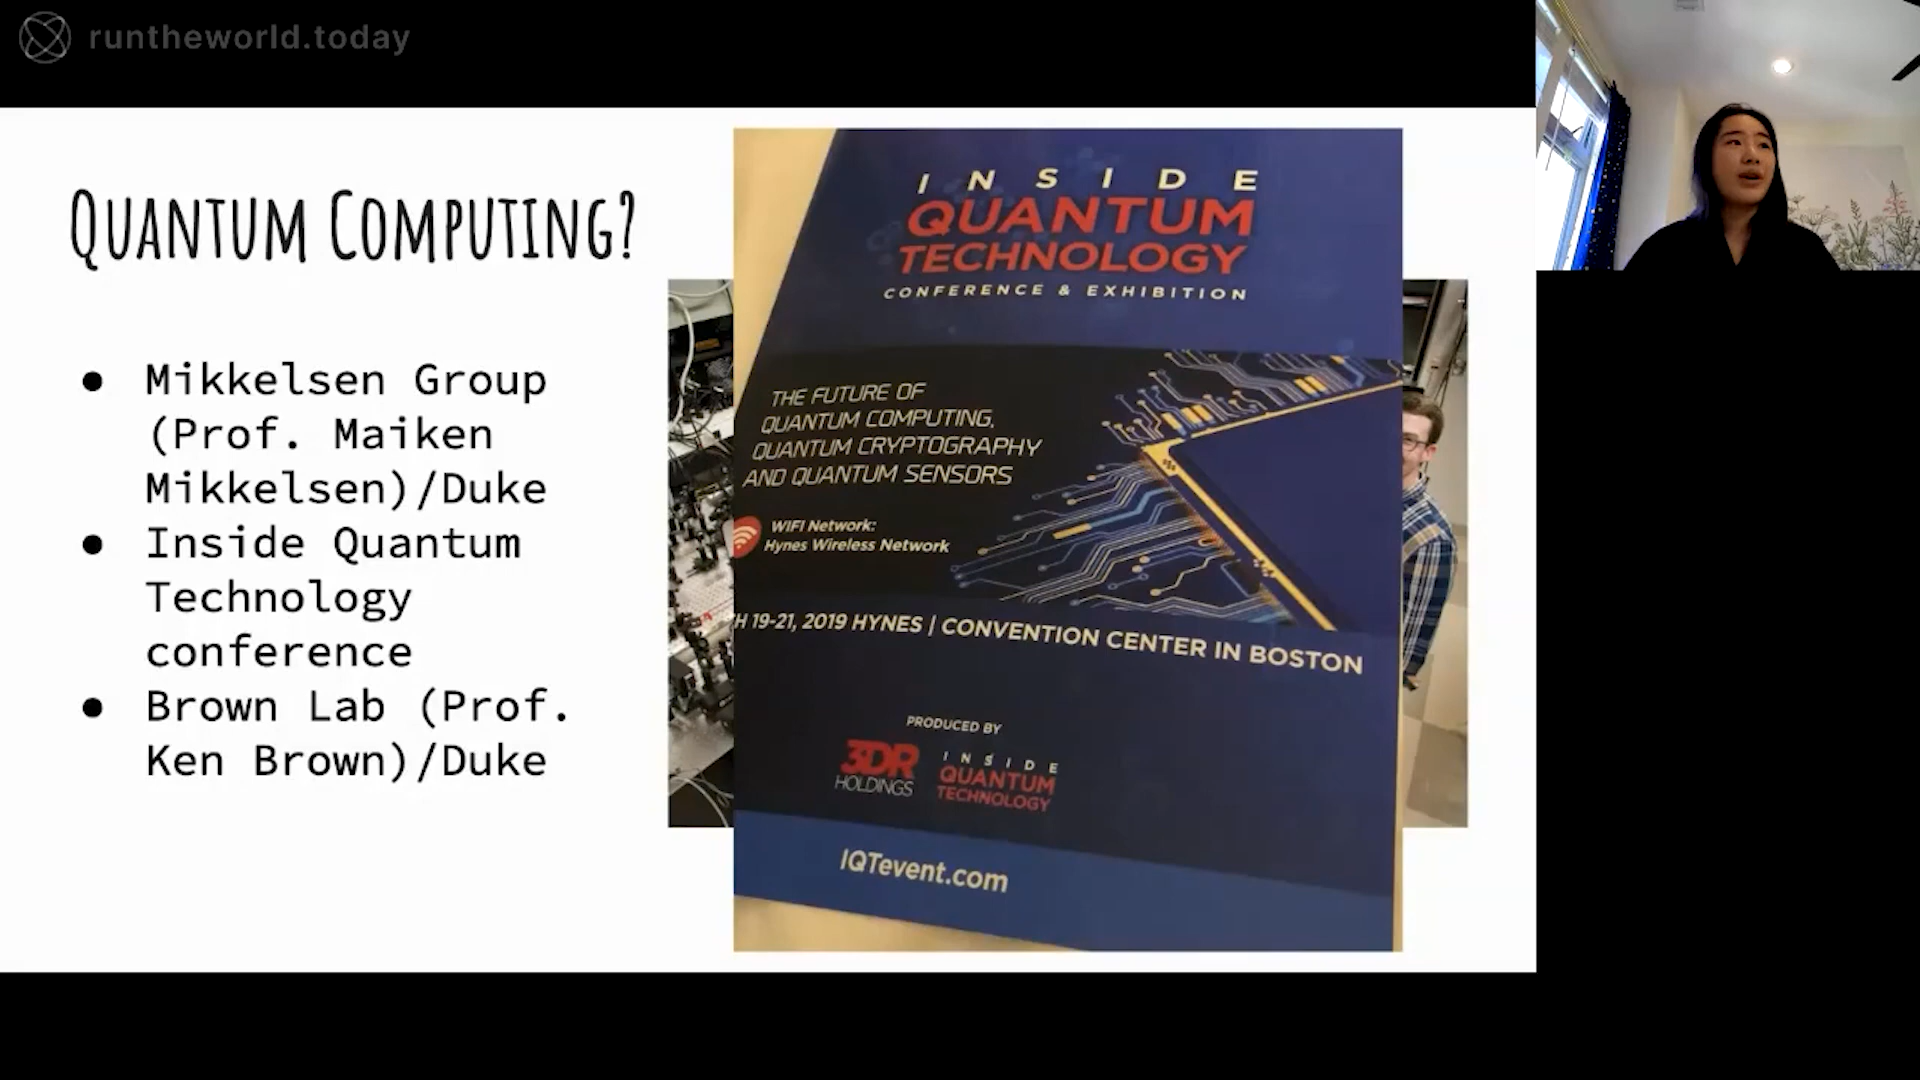 runtheworld.today
QUANTUM COMPUTING?
● Mikkelsen Group
(Prof. Maiken
Mikkelsen)/Duke
● Inside Quantum
Technology
conference
● Brown Lab (Prof.
Ken Brown)/Duke
INSIDE
QUANTUM
TECHNOLOGY
CONFERENCE & EXHIBITION
THE FUTURE OF
QUANTUM COMPUTING,
QUANTUM CRYPTOGRAPHY
AND QUANTUM SENSORS
WIFI Network:
Hynes Wireless Network
H 19-21, 2019 HYNES | CONVENTION CENTER IN BOSTON
PRODUCED BY
3DR
HOLDINGS
INSIDE
QUANTUM
TECHNOLOGY
IQTevent.com